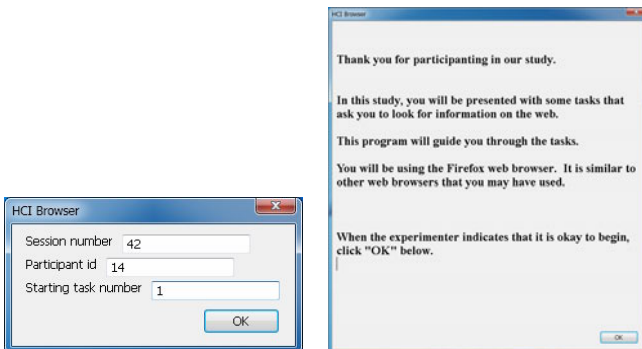 HCI Browser
Session number 42
Participant id 14
Starting task number 1
OK
HCI Browser
Thank you for participanting in our study.
In this study, you will be presented with some tasks that
ask you to look for information on the web.
This program will guide you through the tasks.
You will be using the Firefox web browser. It is similar to
other web browsers that you may have used.
When the experimenter indicates that it is okay to begin,
click "OK" below.
OK